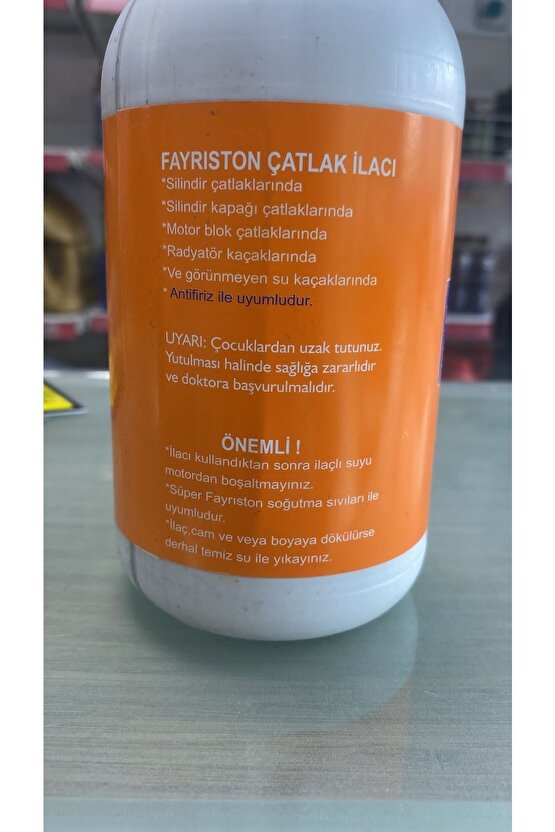 FAYRISTON ÇATLAK İLACI
*Silindir çatlaklarında
*Silindir kapağı çatlaklarında
*Motor blok çatlaklarında
*Radyatör kaçaklarında
*Ve görünmeyen su kaçaklarında
* Antifiriz ile uyumludur.
UYARI: Çocuklardan uzak tutunuz.
Yutulması halinde sağlığa zararlıdır
ve doktora başvurulmalıdır.
ÖNEMLİ !
*İlacı kullandıktan sonra ilaçlı suyu
motordan boşaltmayınız.
*Süper Fayrıston soğutma sıvıları ile
uyumludur.
*İlaç,cam ve veya boyaya dökülürse
derhal temiz su ile yıkayınız.